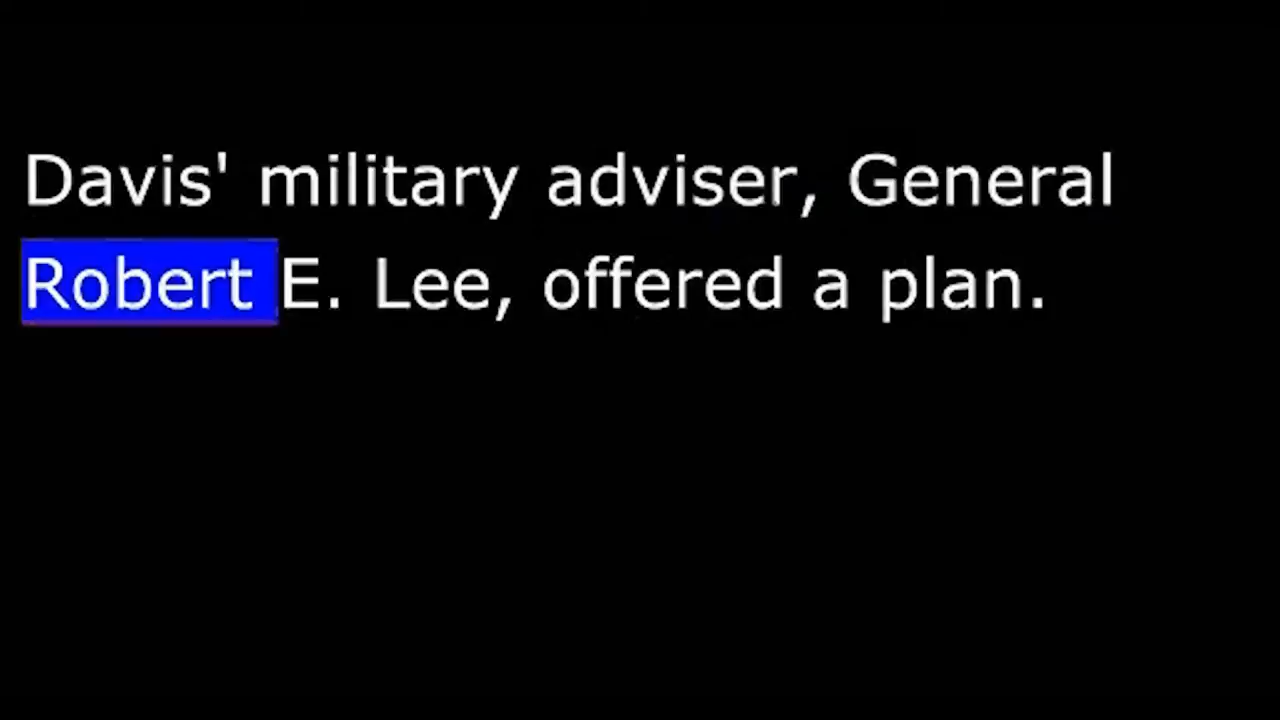 Davis' military adviser, General
Robert E. Lee, offered a plan.